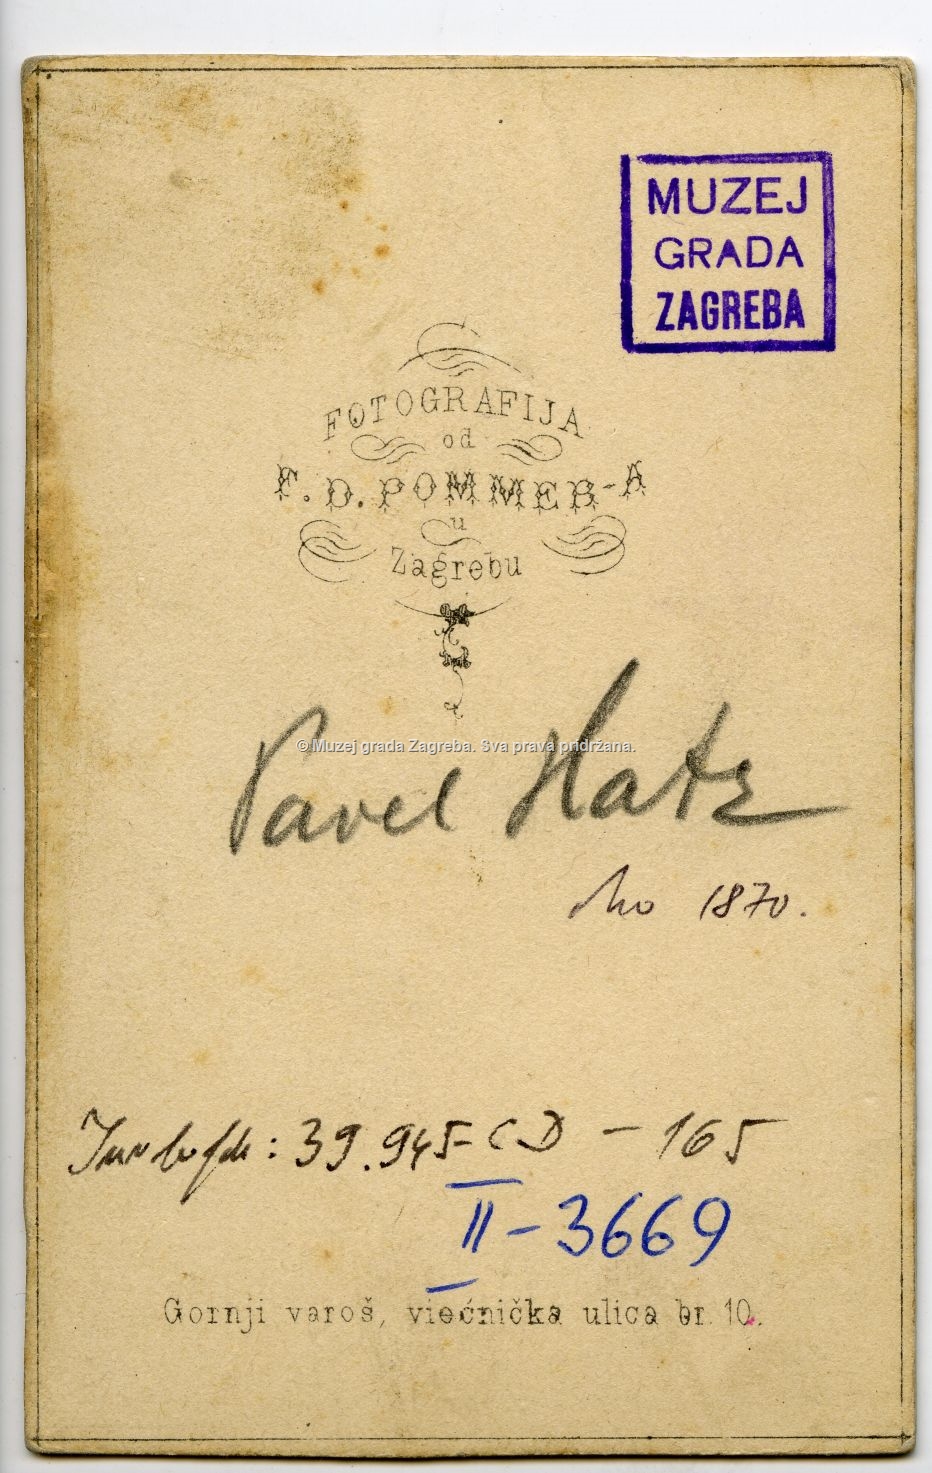 MUZEJ
GRADA
ZAGREBA
FOTOGRAFIJA
od
F. D. POMMER-A
u
Zagrebu
© Muzej grada Zagreba. Sva prava pridržana.
Pavel Hatz
1870.
39.945 CD - 165
II - 3669
Gornji varoš, viećnička ulica br. 10.